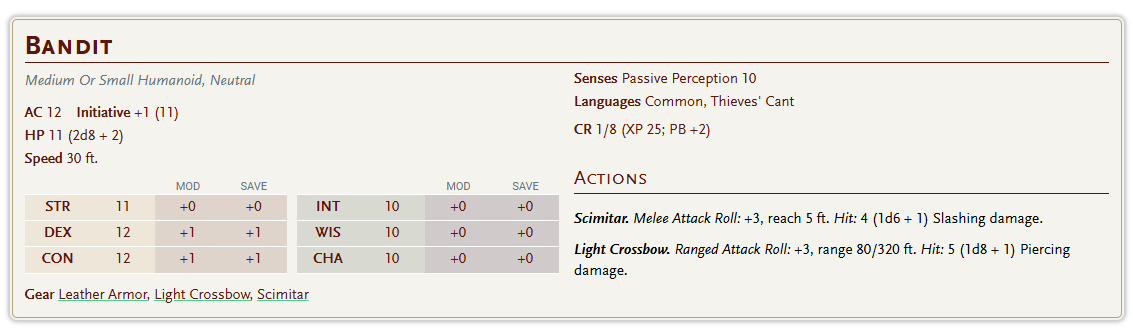 BANDIT
Medium Or Small Humanoid, Neutral
AC 12 Initiative +1 (11)
HP 11 (2d8 + 2)
Speed 30 ft.
MOD SAVE MOD SAVE
STR 11 +0 +0 INT 10 +0 +0
DEX 12 +1 +1 WIS 10 +0 +0
CON 12 +1 +1 CHA 10 +0 +0
Gear Leather Armor, Light Crossbow, Scimitar
Senses Passive Perception 10
Languages Common, Thieves' Cant
CR 1/8 (XP 25; PB +2)
ACTIONS
Scimitar. Melee Attack Roll: +3, reach 5 ft. Hit: 4 (1d6 + 1) Slashing damage.
Light Crossbow. Ranged Attack Roll: +3, range 80/320 ft. Hit: 5 (1d8 + 1) Piercing
damage.